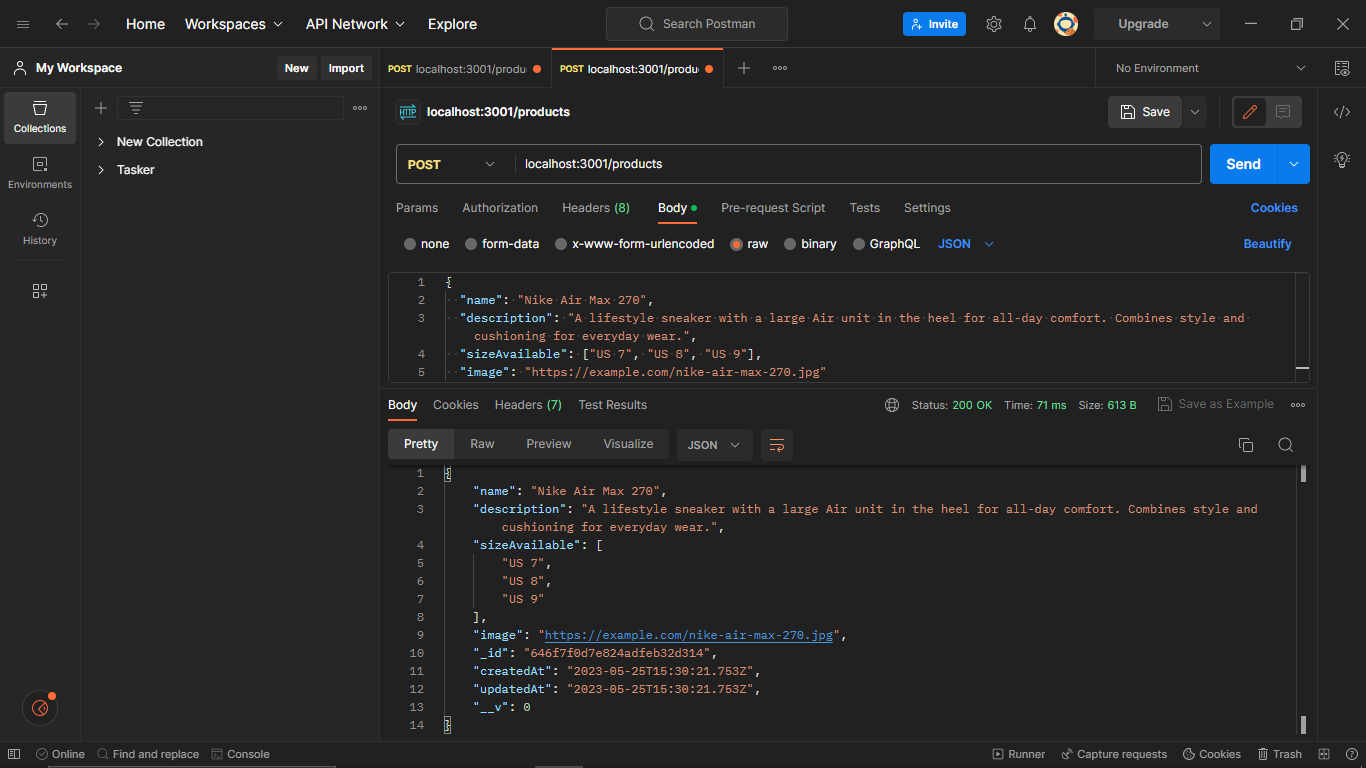 Home Workspaces API Network Explore Search Postman Invite Upgrade
My Workspace New Import POST localhost:3001/produ POST localhost:3001/produ No Environment
Collections
Environments
History
New Collection
Tasker
HTTP localhost:3001/products Save
POST localhost:3001/products Send
Params Authorization Headers (8) Body Pre-request Script Tests Settings Cookies
none form-data x-www-form-urlencoded raw binary GraphQL JSON Beautify
1 {
2 "name": "Nike Air Max 270",
3 "description": "A lifestyle sneaker with a large Air unit in the heel for all-day comfort. Combines style and
cushioning for everyday wear.",
4 "sizeAvailable": ["US 7", "US 8", "US 9"],
5 "image": "https://example.com/nike-air-max-270.jpg"
Body Cookies Headers (7) Test Results Status: 200 OK Time: 71 ms Size: 613 B Save as Example
Pretty Raw Preview Visualize JSON
1 {
2 "name": "Nike Air Max 270",
3 "description": "A lifestyle sneaker with a large Air unit in the heel for all-day comfort. Combines style and
cushioning for everyday wear.",
4 "sizeAvailable": [
5 "US 7",
6 "US 8",
7 "US 9"
8 ],
9 "image": "https://example.com/nike-air-max-270.jpg",
10 "_id": "646f7f0d7e824adfeb32d314",
11 "createdAt": "2023-05-25T15:30:21.753Z",
12 "updatedAt": "2023-05-25T15:30:21.753Z",
13 "__v": 0
14 }
Online Find and replace Console Runner Capture requests Cookies Trash